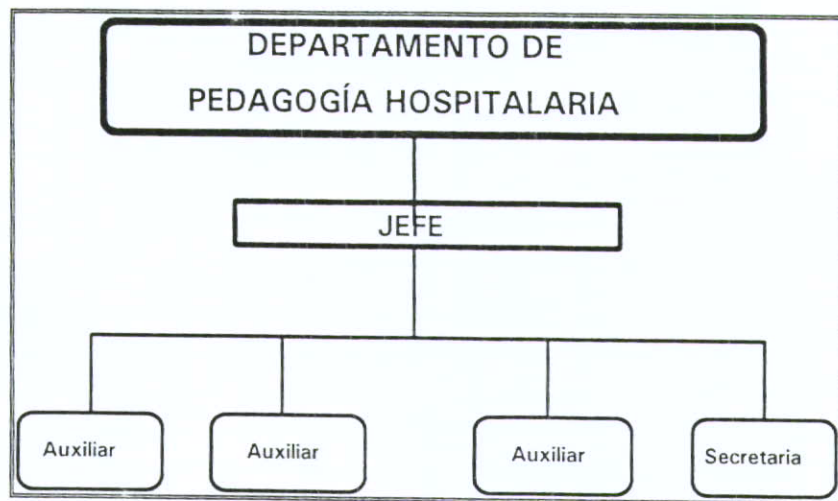 DEPARTAMENTO DE
PEDAGOGÍA HOSPITALARIA
JEFE
Auxiliar
Auxiliar
Auxiliar
Secretaria